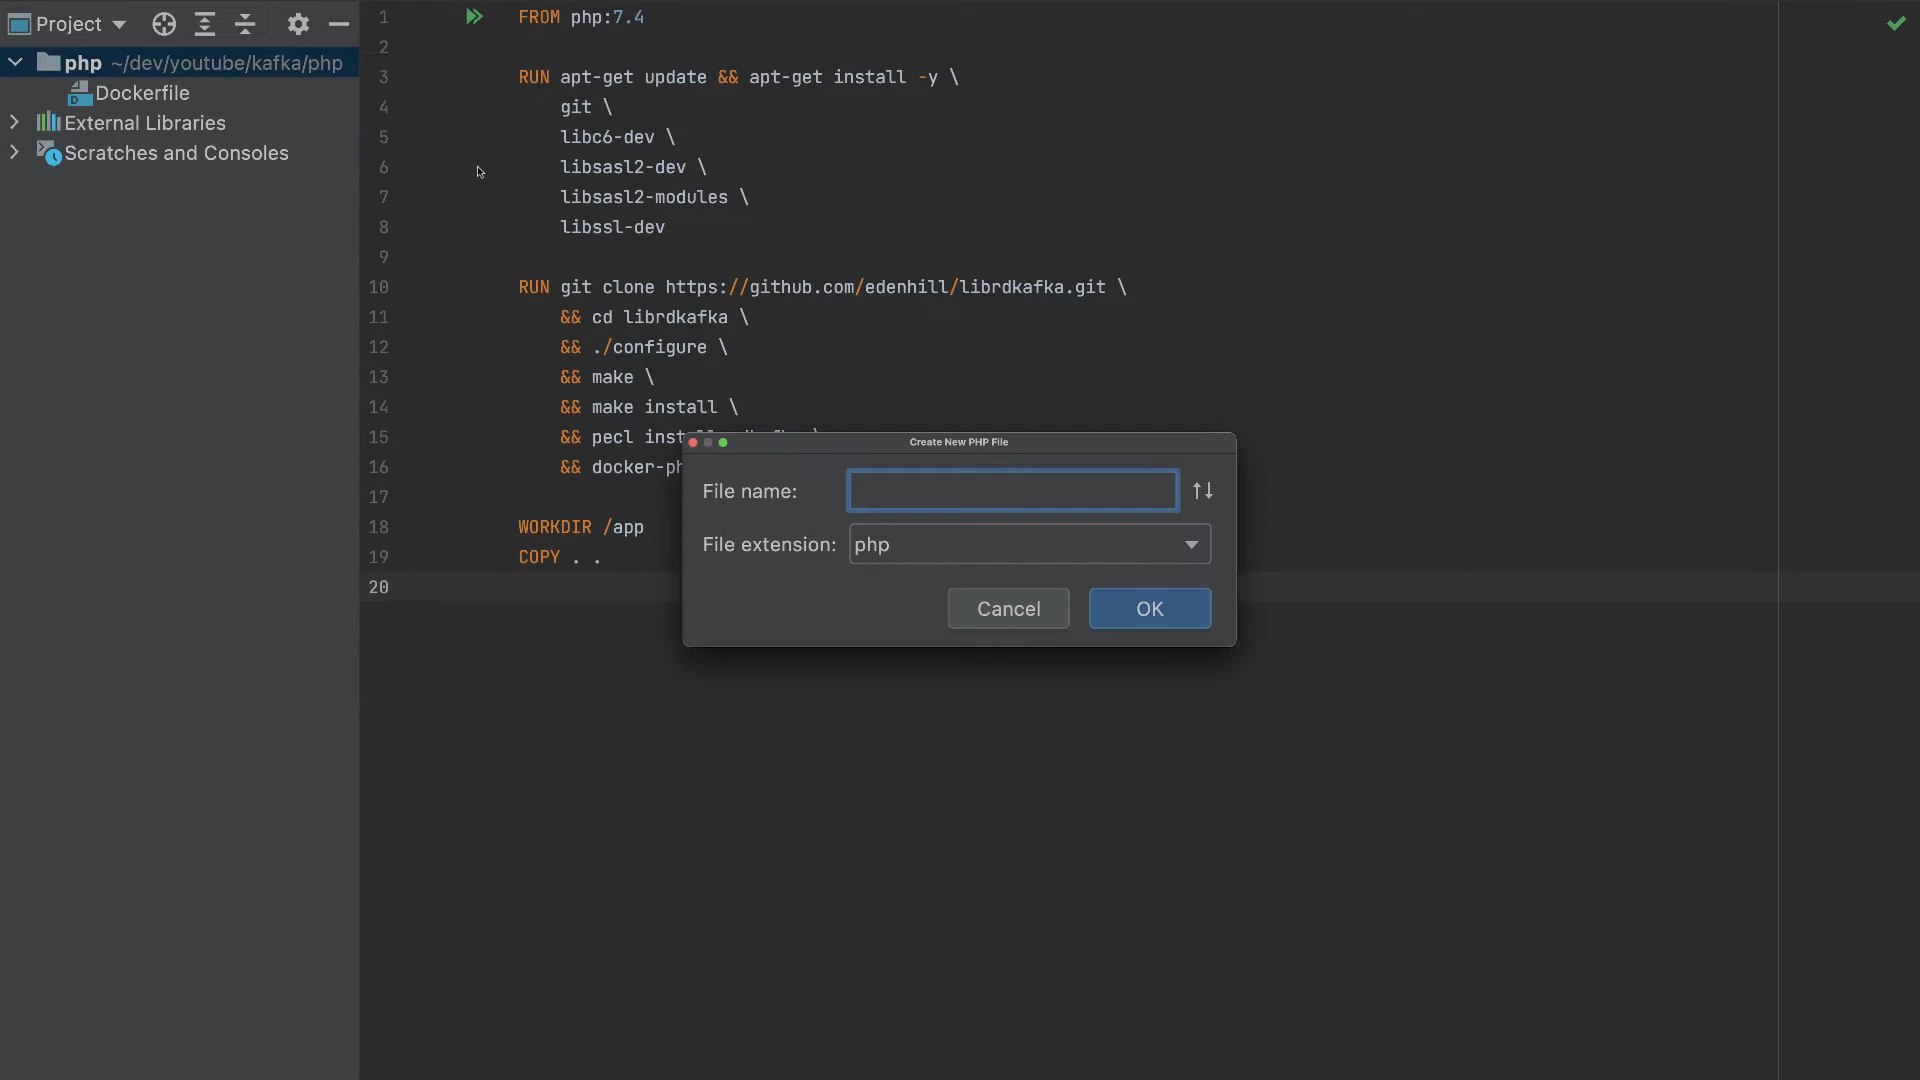 Project
php ~/dev/youtube/kafka/php
Dockerfile
External Libraries
Scratches and Consoles
1 FROM php:7.4
2
3 RUN apt-get update && apt-get install -y \
4 git \
5 libc6-dev \
6 libsasl2-dev \
7 libsasl2-modules \
8 libssl-dev
9
10 RUN git clone https://github.com/edenhill/librdkafka.git \
11 && cd librdkafka \
12 && ./configure \
13 && make \
14 && make install \
15 && pecl \
16 &&
17
18 WORKDIR /app
19 COPY . .
20
Create New PHP File
File name:
File extension: php
Cancel OK